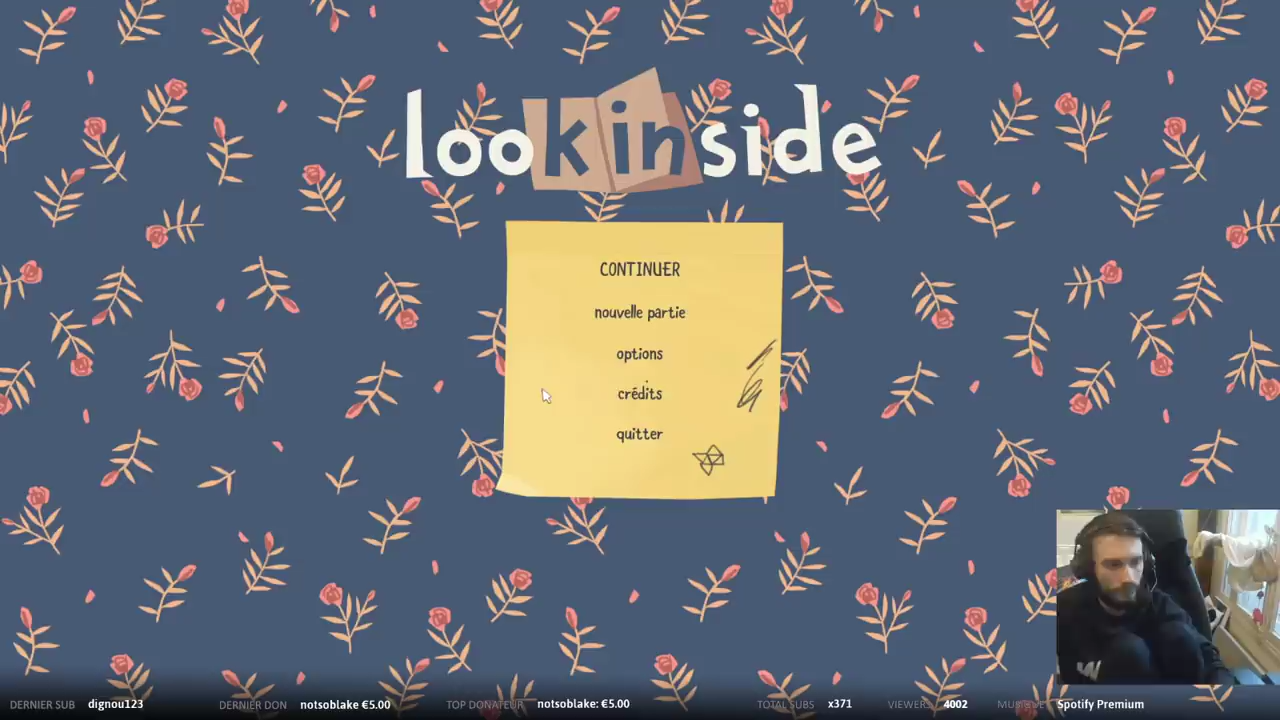 lookinside
CONTINUER
nouvelle partie
options
crédits
quitter
DERNIER SUB dignou123 DERNIER DON notsoblake €5.00 TOP DONATEUR notsoblake: €5.00 TOTAL SUBS x371 VIEWERS 4002 Spotify Premium